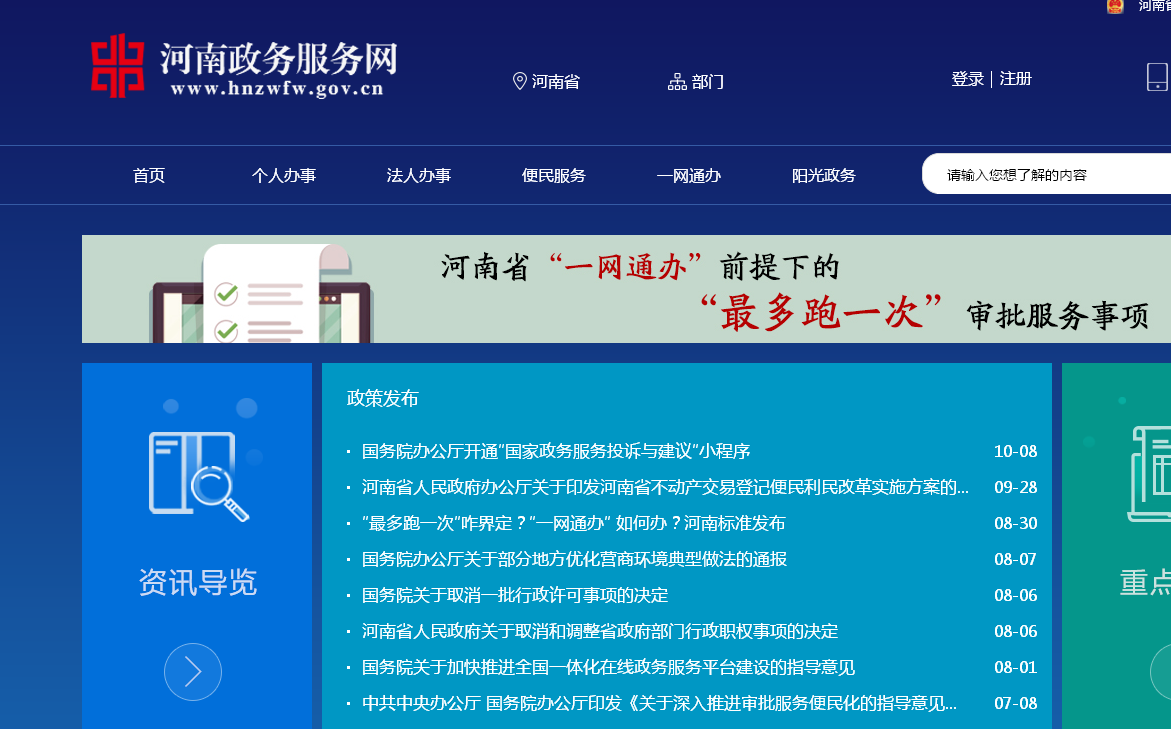 河南省
河南政务服务网
www.hnzwfw.gov.cn
河南省
部门
登录 | 注册
首页
个人办事
法人办事
便民服务
一网通办
阳光政务
请输入您想了解的内容
河南省“一网通办”前提下的
“最多跑一次”审批服务事项
资讯导览
政策发布
· 国务院办公厅开通“国家政务服务投诉与建议”小程序 10-08
· 河南省人民政府办公厅关于印发河南省不动产交易登记便民利民改革实施方案的... 09-28
· “最多跑一次”咋界定？“一网通办” 如何办？河南标准发布 08-30
· 国务院办公厅关于部分地方优化营商环境典型做法的通报 08-07
· 国务院关于取消一批行政许可事项的决定 08-06
· 河南省人民政府关于取消和调整省政府部门行政职权事项的决定 08-06
· 国务院关于加快推进全国一体化在线政务服务平台建设的指导意见 08-01
· 中共中央办公厅 国务院办公厅印发《关于深入推进审批服务便民化的指导意见... 07-08
重点